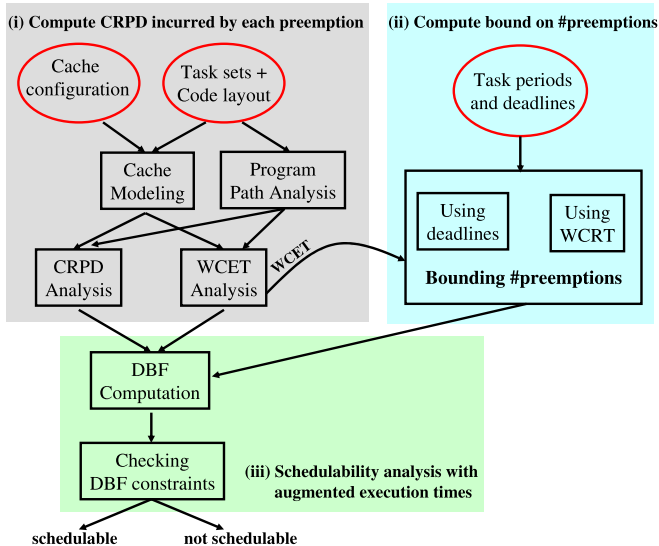 (i) Compute CRPD incurred by each preemption
(ii) Compute bound on #preemptions
Cache
configuration
Task sets +
Code layout
Task periods
and deadlines
Cache
Modeling
Program
Path Analysis
Using
deadlines
Using
WCRT
Bounding #preemptions
CRPD
Analysis
WCET
Analysis
WCET
DBF
Computation
Checking
DBF constraints
(iii) Schedulability analysis with
augmented execution times
schedulable
not schedulable